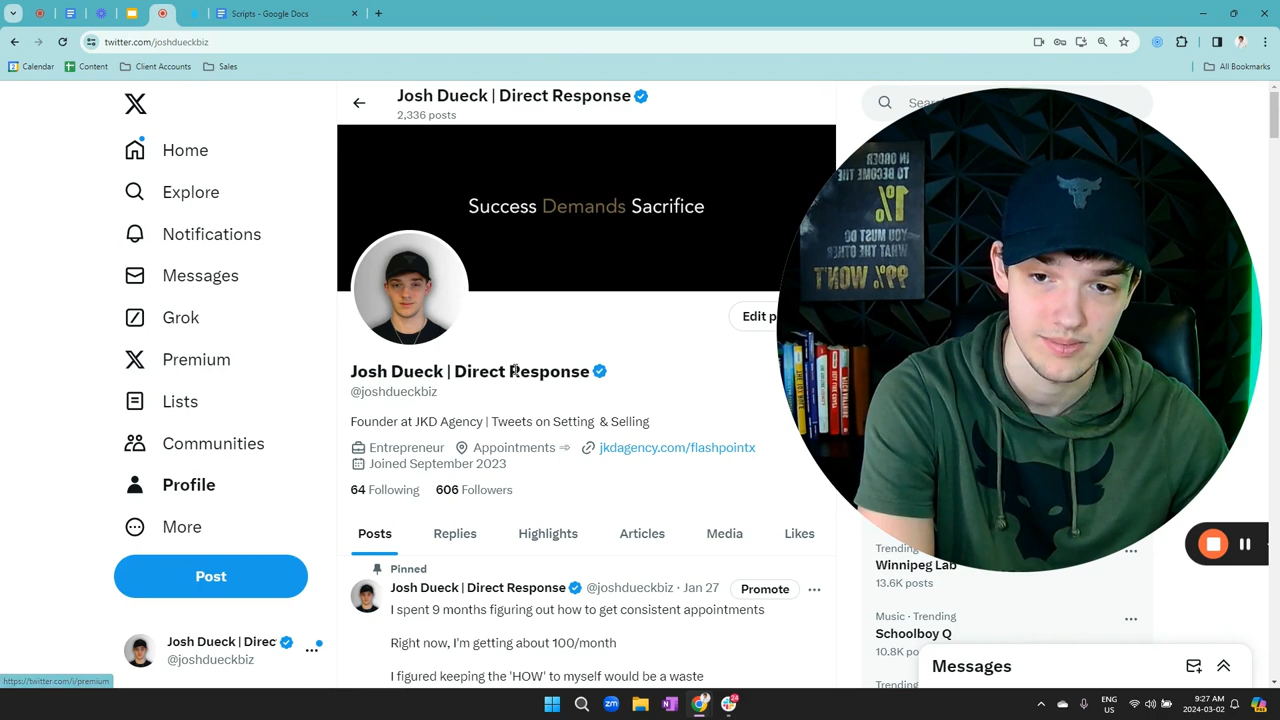 Scripts - Google Docs
twitter.com/joshdueckbiz
Calendar
Content
Client Accounts
Sales
All Bookmarks
Josh Dueck | Direct Response
2,336 posts
Home
Explore
Notifications
Messages
Grok
Premium
Lists
Communities
Profile
More
Post
Josh Dueck | Direc
@joshdueckbiz
https://twitter.com/i/premium
Success Demands Sacrifice
Edit p
Josh Dueck | Direct Response
@joshdueckbiz
Founder at JKD Agency | Tweets on Setting & Selling
Entrepreneur Appointments ⇒ jkdagency.com/flashpointx
Joined September 2023
64 Following 606 Followers
Posts Replies Highlights Articles Media Likes
Pinned
Josh Dueck | Direct Response @joshdueckbiz · Jan 27 Promote
I spent 9 months figuring out how to get consistent appointments
Right now, I'm getting about 100/month
I figured keeping the 'HOW' to myself would be a waste
Sea
IN ORDER
TO BECOME THE
1%
YOU MUST DO
WHAT THE OTHER
99% WON'T
Trending
Winnipeg Lab
13.6K posts
Music · Trending
Schoolboy Q
10.8K po
Trending
Messages
24
ENG
US
9:27 AM
2024-03-02